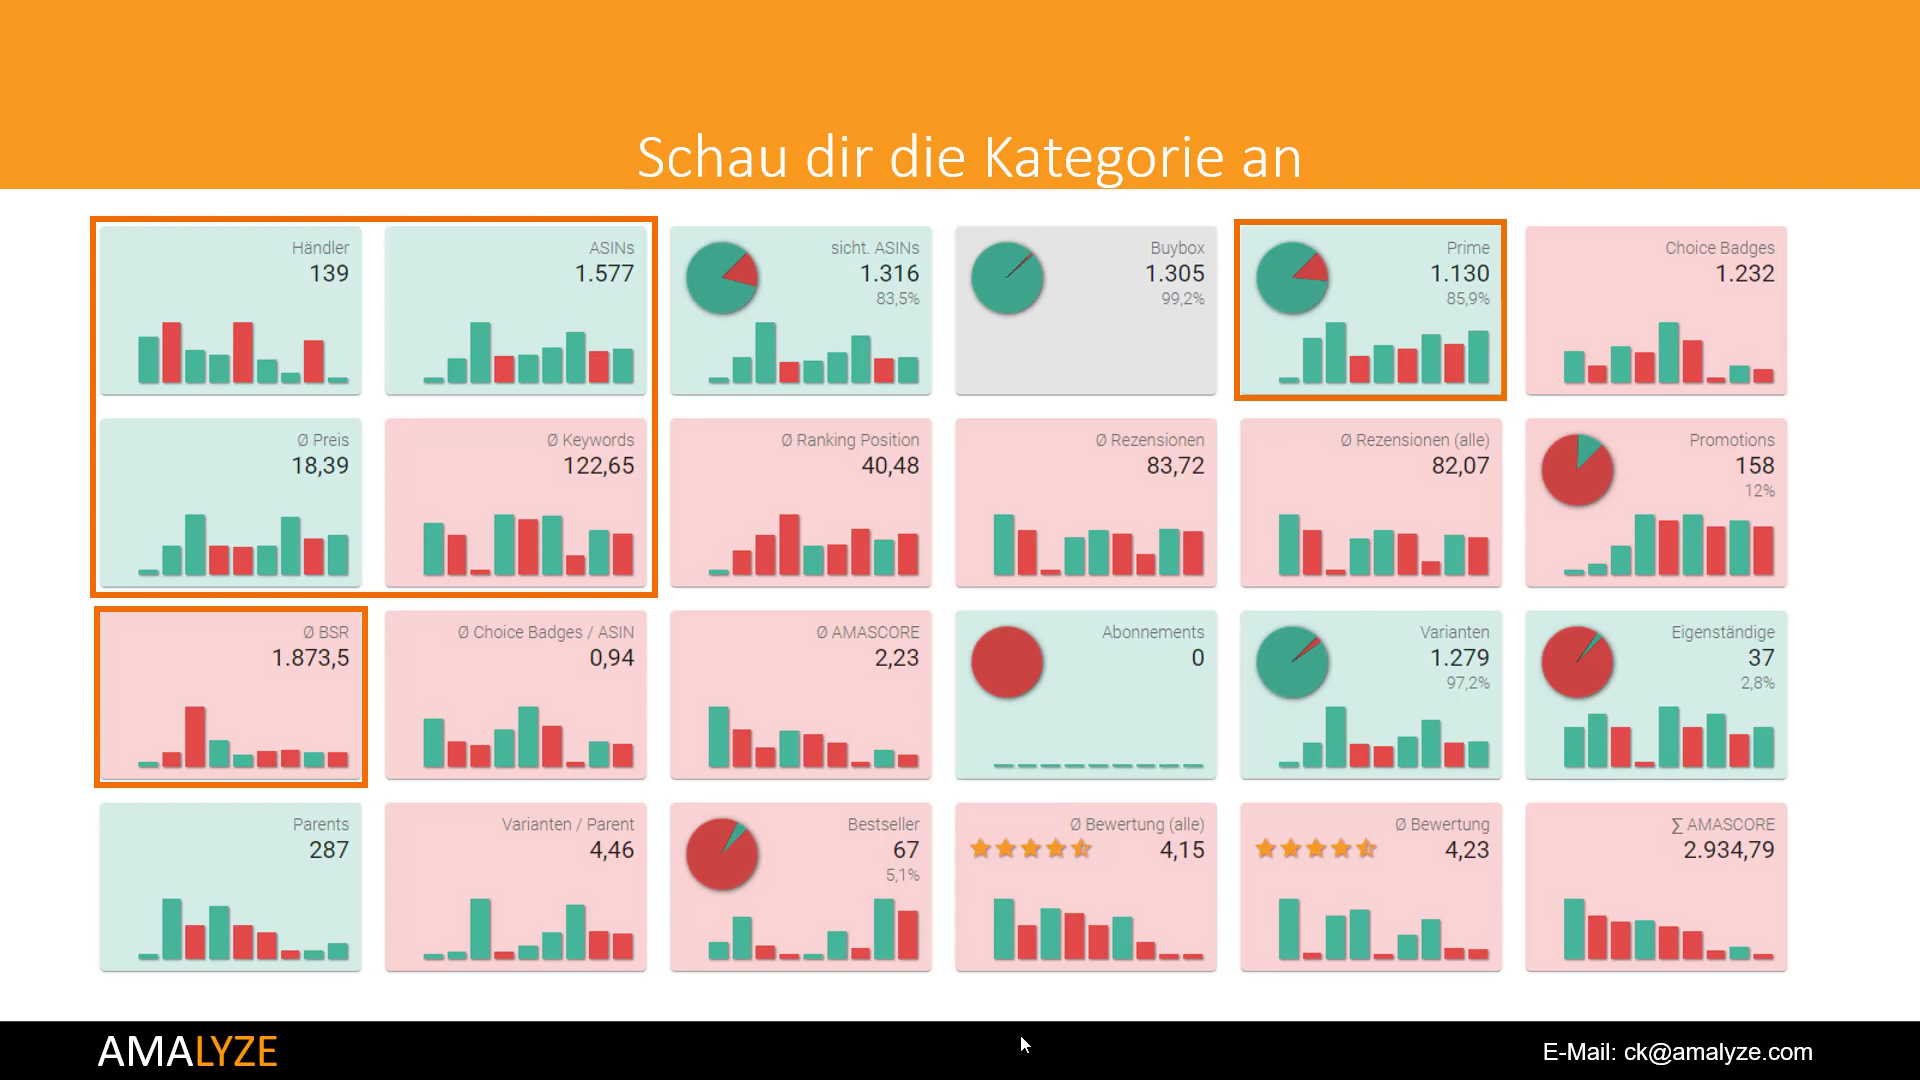 Schau dir die Kategorie an
Händler
139
ASINs
1.577
sicht. ASINs
1.316
83,5%
Buybox
1.305
99,2%
Prime
1.130
85,9%
Choice Badges
1.232
Ø Preis
18,39
Ø Keywords
122,65
Ø Ranking Position
40,48
Ø Rezensionen
83,72
Ø Rezensionen (alle)
82,07
Promotions
158
12%
Ø BSR
1.873,5
Ø Choice Badges / ASIN
0,94
Ø AMASCORE
2,23
Abonnements
0
Varianten
1.279
97,2%
Eigenständige
37
2,8%
Parents
287
Varianten / Parent
4,46
Bestseller
67
5,1%
Ø Bewertung (alle)
4,15
Ø Bewertung
4,23
∑ AMASCORE
2.934,79
AMALYZE
E-Mail: ck@amalyze.com